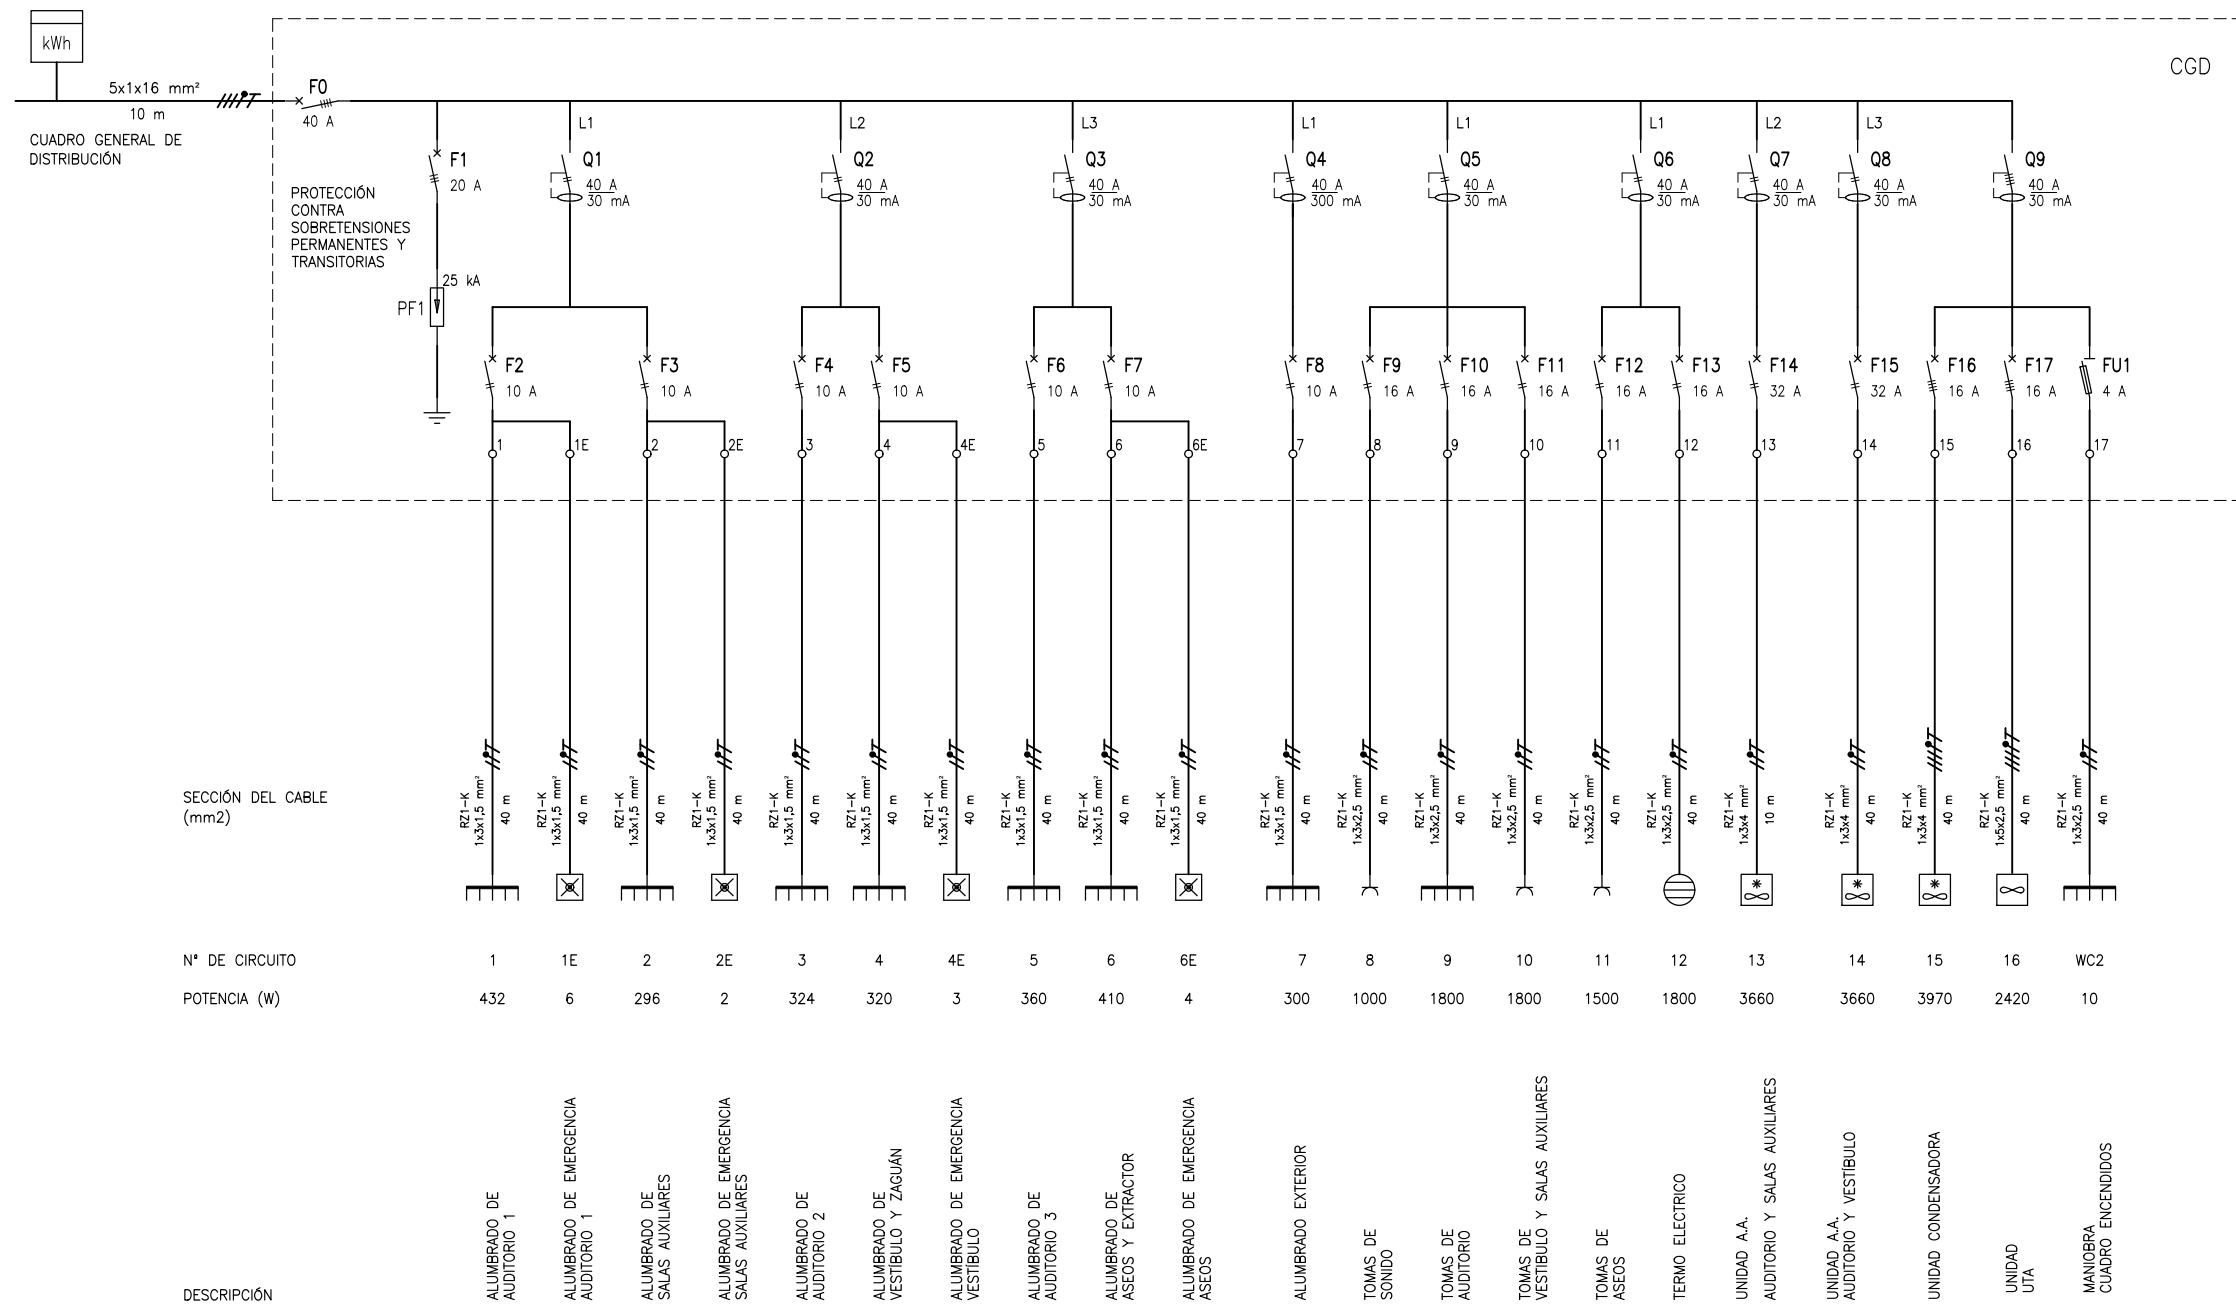 kWh
CGD
5x1x16 mm²
10 m
F0
40 A
CUADRO GENERAL DE
DISTRIBUCIÓN
L1
L2
L3
L1
L1
L1
L2
L3
F1
20 A
Q1
40 A
30 mA
Q2
40 A
30 mA
Q3
40 A
30 mA
Q4
40 A
300 mA
Q5
40 A
30 mA
Q6
40 A
30 mA
Q7
40 A
30 mA
Q8
40 A
30 mA
Q9
40 A
30 mA
PROTECCIÓN
CONTRA
SOBRETENSIONES
PERMANENTES Y
TRANSITORIAS
25 kA
PF1
F2
10 A
F3
10 A
F4
10 A
F5
10 A
F6
10 A
F7
10 A
F8
10 A
F9
16 A
F10
16 A
F11
16 A
F12
16 A
F13
16 A
F14
32 A
F15
32 A
F16
16 A
F17
16 A
FU1
4 A
1
1E
2
2E
3
4
4E
5
6
6E
7
8
9
10
11
12
13
14
15
16
17
SECCIÓN DEL CABLE
(mm2)
RZ1-K
1x3x1,5 mm²
40 m
RZ1-K
1x3x1,5 mm²
40 m
RZ1-K
1x3x1,5 mm²
40 m
RZ1-K
1x3x1,5 mm²
40 m
RZ1-K
1x3x1,5 mm²
40 m
RZ1-K
1x3x1,5 mm²
40 m
RZ1-K
1x3x1,5 mm²
40 m
RZ1-K
1x3x1,5 mm²
40 m
RZ1-K
1x3x1,5 mm²
40 m
RZ1-K
1x3x1,5 mm²
40 m
RZ1-K
1x3x1,5 mm²
40 m
RZ1-K
1x3x2,5 mm²
40 m
RZ1-K
1x3x2,5 mm²
40 m
RZ1-K
1x3x2,5 mm²
40 m
RZ1-K
1x3x2,5 mm²
40 m
RZ1-K
1x3x2,5 mm²
40 m
RZ1-K
1x3x4 mm²
10 m
RZ1-K
1x3x4 mm²
40 m
RZ1-K
1x3x4 mm²
40 m
RZ1-K
1x5x2,5 mm²
40 m
RZ1-K
1x3x2,5 mm²
40 m
Nº DE CIRCUITO 1 1E 2 2E 3 4 4E 5 6 6E 7 8 9 10 11 12 13 14 15 16 WC2
POTENCIA (W) 432 6 296 2 324 320 3 360 410 4 300 1000 1800 1800 1500 1800 3660 3660 3970 2420 10
DESCRIPCIÓN
ALUMBRADO DE
AUDITORIO 1
ALUMBRADO DE EMERGENCIA
AUDITORIO 1
ALUMBRADO DE
SALAS AUXILIARES
ALUMBRADO DE EMERGENCIA
SALAS AUXILIARES
ALUMBRADO DE
AUDITORIO 2
ALUMBRADO DE
VESTÍBULO Y ZAGUÁN
ALUMBRADO DE EMERGENCIA
VESTÍBULO
ALUMBRADO DE
AUDITORIO 3
ALUMBRADO DE
ASEOS Y EXTRACTOR
ALUMBRADO DE EMERGENCIA
ASEOS
ALUMBRADO EXTERIOR
TOMAS DE
SONIDO
TOMAS DE
AUDITORIO
TOMAS DE
VESTIBULO Y SALAS AUXILIARES
TOMAS DE
ASEOS
TERMO ELECTRICO
UNIDAD A.A.
AUDITORIO Y SALAS AUXILIARES
UNIDAD A.A.
AUDITORIO Y VESTÍBULO
UNIDAD CONDENSADORA
UNIDAD
UTA
MANIOBRA
CUADRO ENCENDIDOS